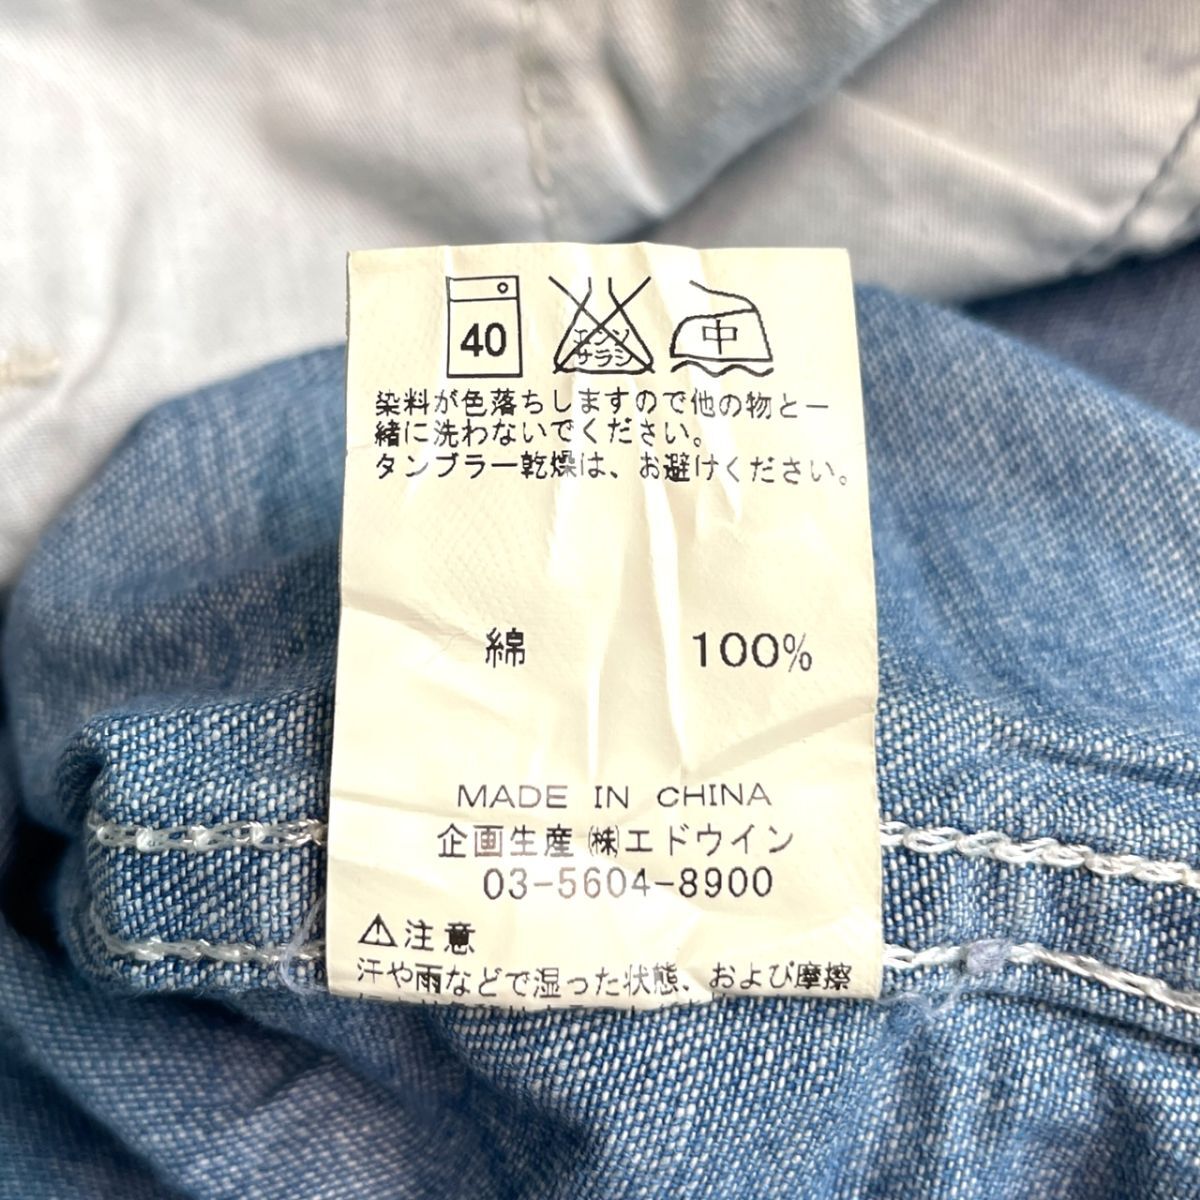 40 エンソ 中
サラシ
染料が色落ちしますので他の物と一
緒に洗わないでください。
タンブラー乾燥は、お避けください。
綿 100%
MADE IN CHINA
企画生産 ㈱エドウイン
03-5604-8900
⚠注意
汗や雨などで湿った状態、および摩擦